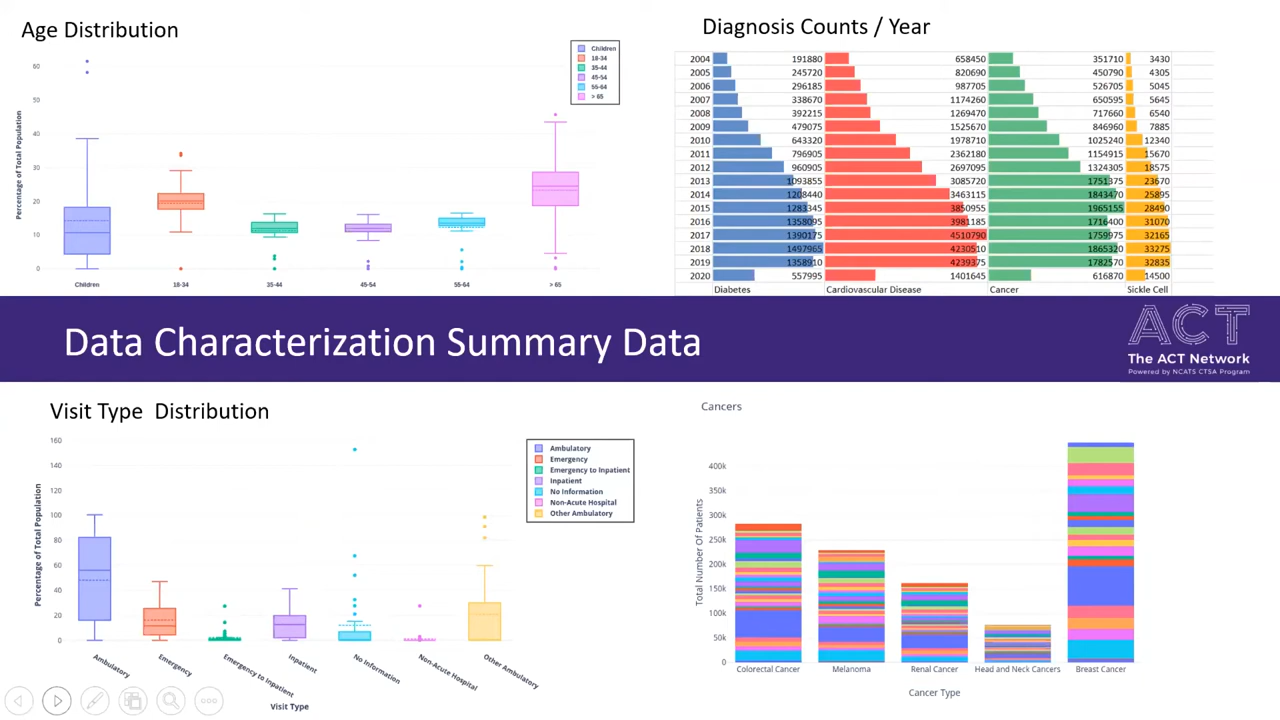 Age Distribution
Percentage of Total Population
60
50
40
30
20
10
0
Children
18-34
35-44
45-54
55-64
> 65
Children
18-34
35-44
45-54
55-64
> 65
Diagnosis Counts / Year
2004 191880 658450 351710 3430
2005 245720 820690 450790 4305
2006 296185 987705 526705 5045
2007 338670 1174260 650595 5645
2008 392215 1269470 717660 6540
2009 479075 1525670 846960 7885
2010 643320 1978710 1025240 12340
2011 796905 2362180 1154915 15670
2012 960905 2697095 1324305 18575
2013 1093855 3085720 1751375 23670
2014 1208440 3463115 1843470 25895
2015 1283345 3850955 1965155 28490
2016 1358095 3981185 1716400 31070
2017 1390175 4510790 1759975 32165
2018 1497965 4230510 1865320 33275
2019 1358910 4239375 1782570 32835
2020 557995 1401645 616870 14500
Diabetes Cardiovascular Disease Cancer Sickle Cell
Data Characterization Summary Data
ACT
The ACT Network
Powered by NCATS CTSA Program
Visit Type Distribution
Percentage of Total Population
160
140
120
100
80
60
40
20
0
Ambulatory
Emergency
Emergency to Inpatient
Inpatient
No Information
Non-Acute Hospital
Other Ambulatory
Ambulatory
Emergency
Emergency to Inpatient
Inpatient
No Information
Non-Acute Hospital
Other Ambulatory
Visit Type
Cancers
Total Number Of Patients
400k
350k
300k
250k
200k
150k
100k
50k
0
Colorectal Cancer
Melanoma
Renal Cancer
Head and Neck Cancers
Breast Cancer
Cancer Type